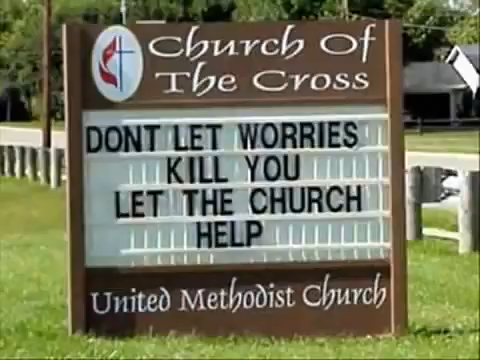 Church Of
The Cross
DONT LET WORRIES
KILL YOU
LET THE CHURCH
HELP
United Methodist Church